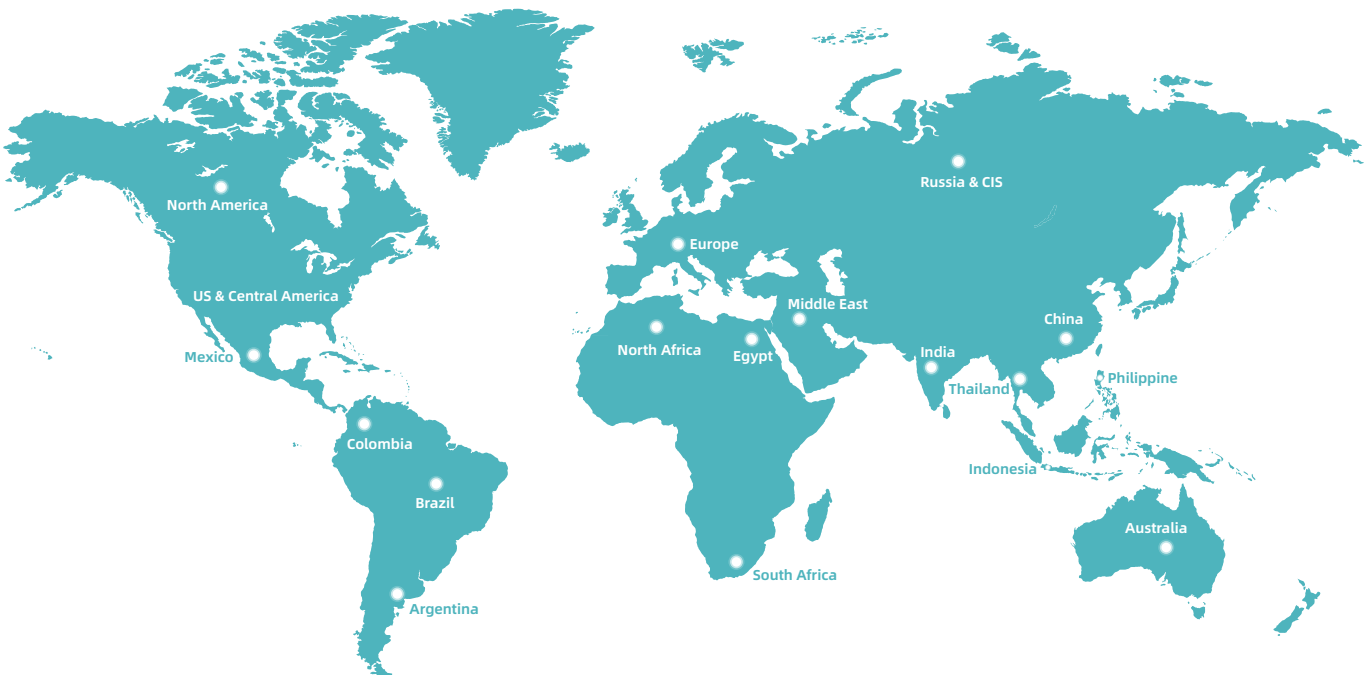 Russia & CIS
North America
Europe
US & Central America
Middle East
China
North Africa
Egypt
India
Mexico
Philippine
Thailand
Colombia
Indonesia
Brazil
Australia
South Africa
Argentina